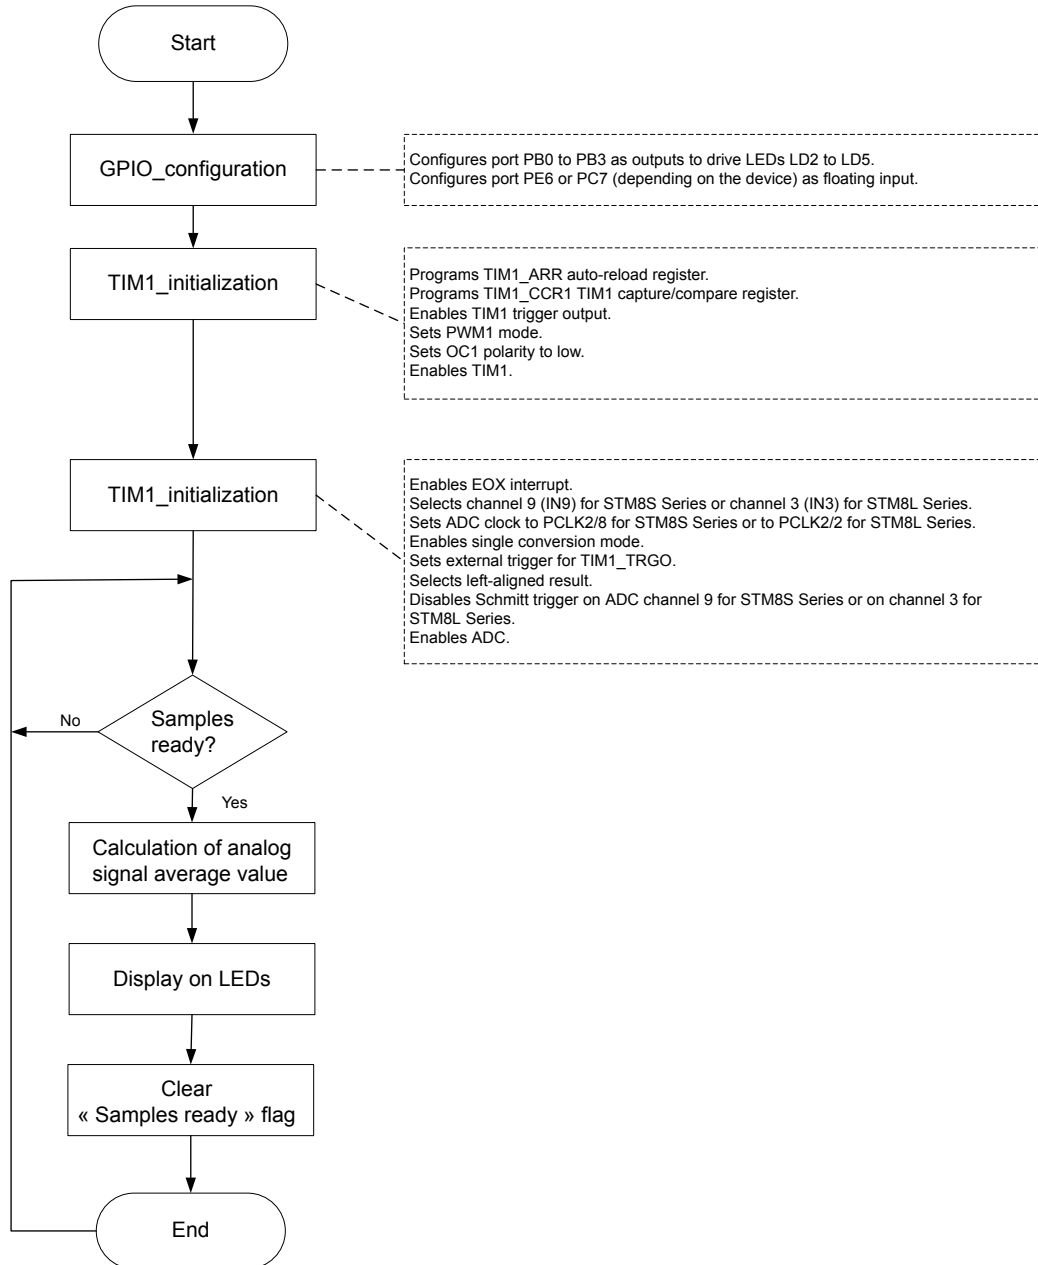 Start
GPIO_configuration
Configures port PB0 to PB3 as outputs to drive LEDs LD2 to LD5.
Configures port PE6 or PC7 (depending on the device) as floating input.
TIM1_initialization
Programs TIM1_ARR auto-reload register.
Programs TIM1_CCR1 TIM1 capture/compare register.
Enables TIM1 trigger output.
Sets PWM1 mode.
Sets OC1 polarity to low.
Enables TIM1.
TIM1_initialization
Enables EOX interrupt.
Selects channel 9 (IN9) for STM8S Series or channel 3 (IN3) for STM8L Series.
Sets ADC clock to PCLK2/8 for STM8S Series or to PCLK2/2 for STM8L Series.
Enables single conversion mode.
Sets external trigger for TIM1_TRGO.
Selects left-aligned result.
Disables Schmitt trigger on ADC channel 9 for STM8S Series or on channel 3 for
STM8L Series.
Enables ADC.
Samples
ready?
No
Yes
Calculation of analog
signal average value
Display on LEDs
Clear
« Samples ready » flag
End